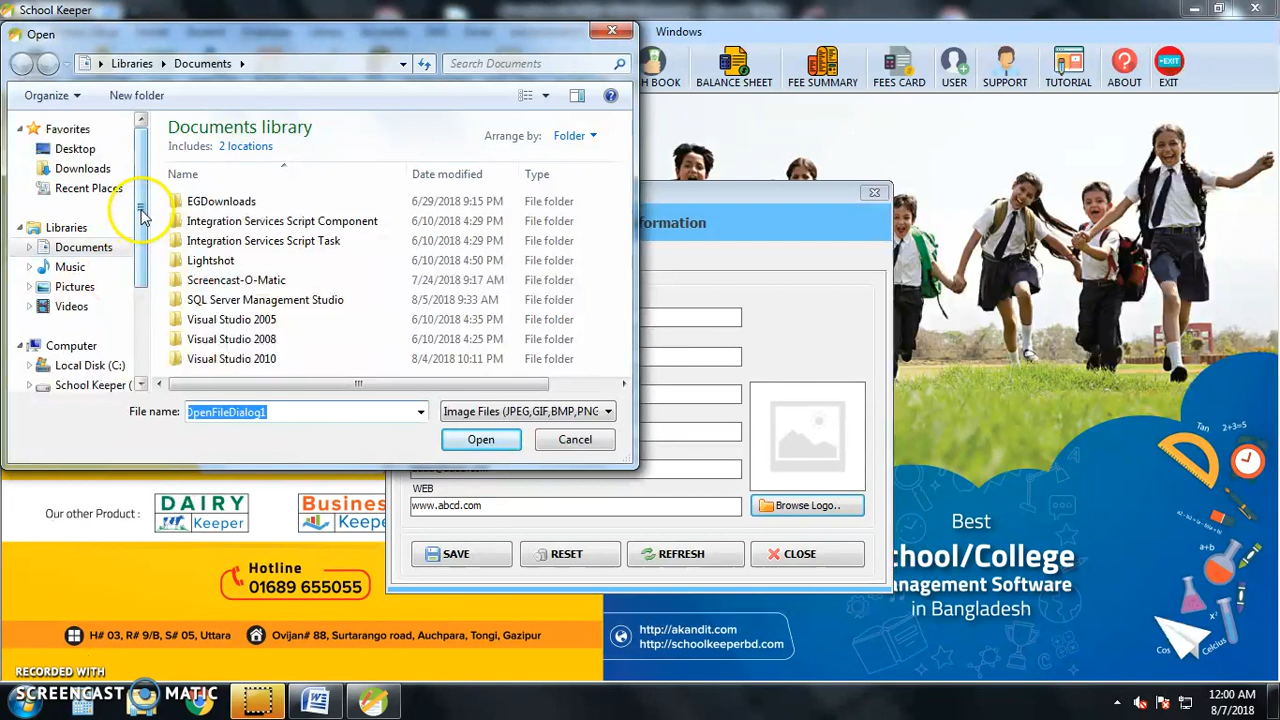 School Keeper
Open
Libraries
Documents
Search Documents
Organize
New folder
Favorites
Desktop
Downloads
Recent Places
Libraries
Documents
Music
Pictures
Videos
Computer
Local Disk (C:)
School Keeper (
Documents library
Includes: 2 locations
Arrange by: Folder
Name Date modified Type
EGDownloads 6/29/2018 9:15 PM File folder
Integration Services Script Component 6/10/2018 4:29 PM File folder
Integration Services Script Task 6/10/2018 4:29 PM File folder
Lightshot 6/10/2018 4:50 PM File folder
Screencast-O-Matic 7/24/2018 9:17 AM File folder
SQL Server Management Studio 8/5/2018 9:33 AM File folder
Visual Studio 2005 6/10/2018 4:35 PM File folder
Visual Studio 2008 6/10/2018 4:25 PM File folder
Visual Studio 2010 8/4/2018 10:11 PM File folder
File name: OpenFileDialog1
Image Files (JPEG,GIF,BMP,PNG
Open
Cancel
Windows
H BOOK
BALANCE SHEET
FEE SUMMARY
FEES CARD
USER
SUPPORT
TUTORIAL
ABOUT
EXIT
EXIT
formation
WEB
www.abcd.com
Browse Logo..
SAVE
RESET
REFRESH
CLOSE
Our other Product :
DAIRY
Keeper
Busines
Keepe
Hotline
01689 655055
H# 03, R# 9/B, S# 05, Uttara
Ovijan# 88, Surtarango road, Auchpara, Tongi, Gazipur
Tan
2+3=5
a+b
Cos
Celcius
Best
chool/College
anagement Software
in Bangladesh
http://akandit.com
http://schoolkeeperbd.com
RECORDED WITH
SCREENCAST MATIC
12:00 AM
8/7/2018